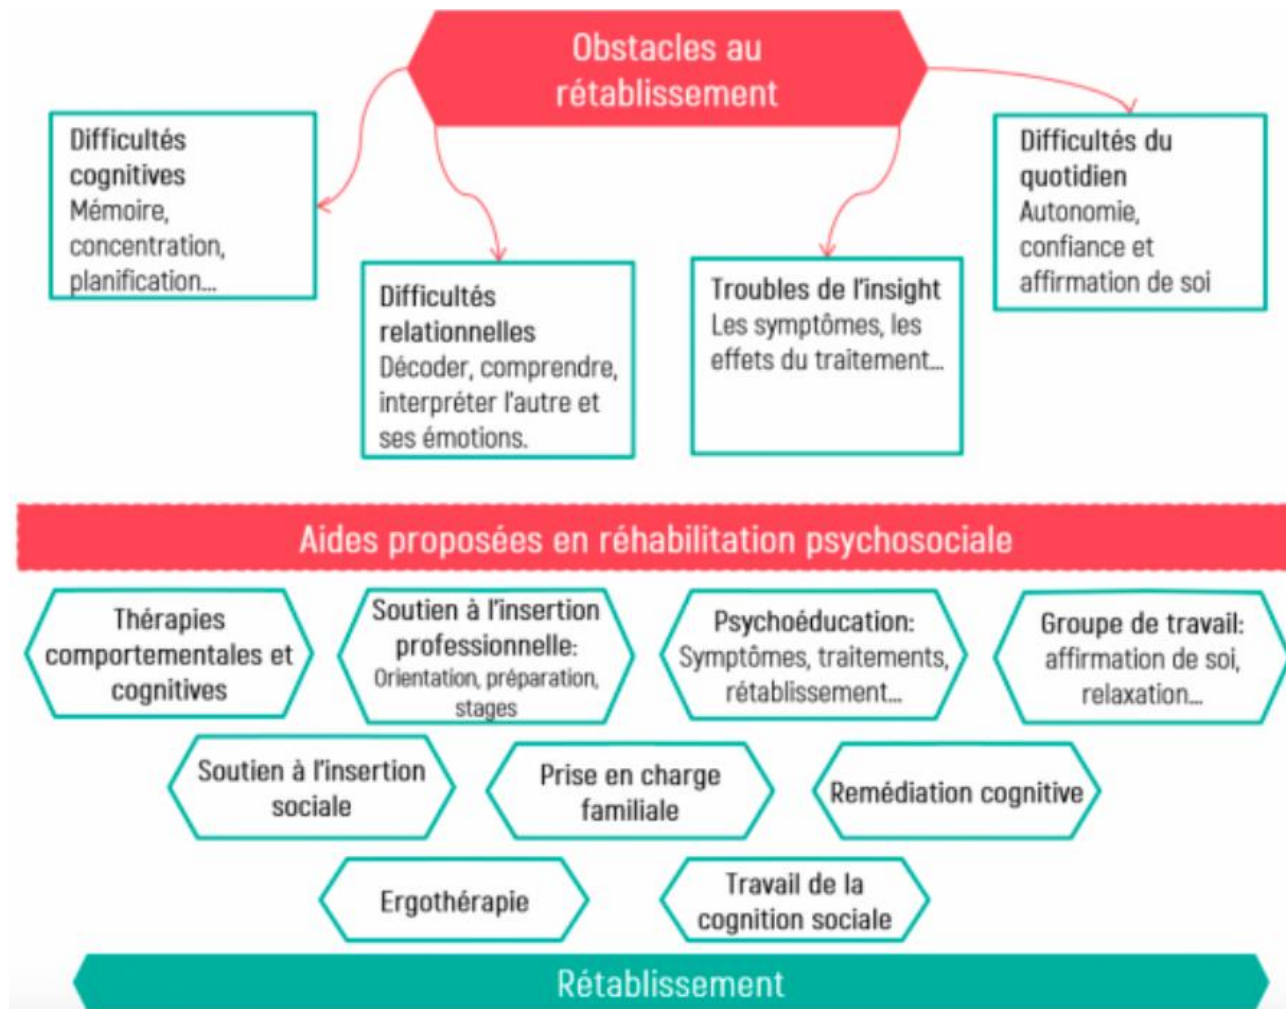 Obstacles au
rétablissement
Difficultés
cognitives
Mémoire,
concentration,
planification...
Difficultés
relationnelles
Décoder, comprendre,
interpréter l'autre et
ses émotions.
Troubles de l'insight
Les symptômes, les
effets du traitement...
Difficultés du
quotidien
Autonomie,
confiance et
affirmation de soi
Aides proposées en réhabilitation psychosociale
Thérapies
comportementales et
cognitives
Soutien à l'insertion
professionnelle:
Orientation, préparation,
stages
Psychoéducation:
Symptômes, traitements,
rétablissement...
Groupe de travail:
affirmation de soi,
relaxation...
Soutien à l'insertion
sociale
Prise en charge
familiale
Remédiation cognitive
Ergothérapie
Travail de la
cognition sociale
Rétablissement